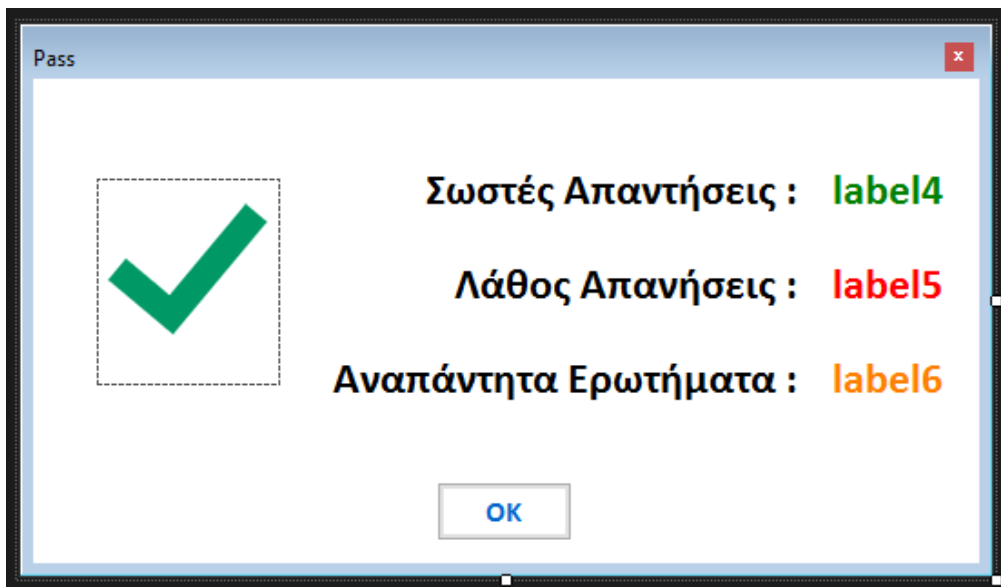 Pass
x
Σωστές Απαντήσεις : label4
Λάθος Απανήσεις : label5
Αναπάντητα Ερωτήματα : label6
OK